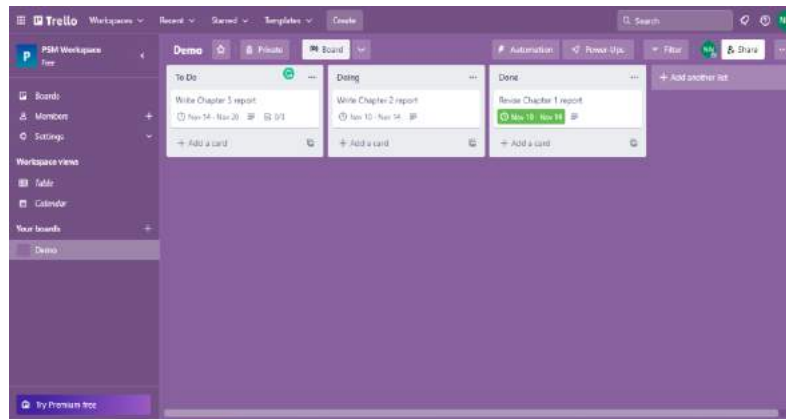 Trello Workspaces Recent Starred Templates Create Search
P PSM Workspace
Free
Demo Private Board Automation Power-Ups Filter NN Share
Boards
Members
Settings
Workspace views
Table
Calendar
Your boards
Demo
Try Premium free
To Do
Write Chapter 3 report
Nov 14 - Nov 20 0/3
+ Add a card
Doing
Write Chapter 2 report
Nov 10 - Nov 14
+ Add a card
Done
Revise Chapter 1 report
Nov 10 - Nov 14
+ Add a card
+ Add another list